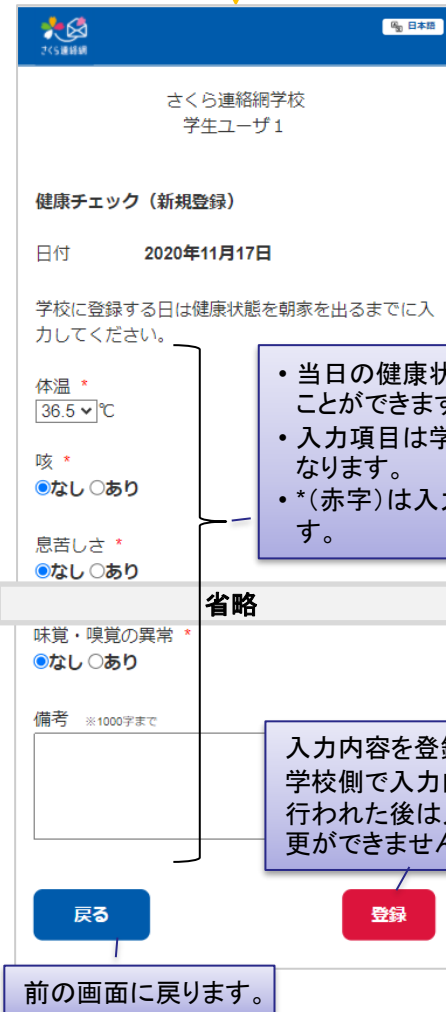 さくら連絡網
日本語
さくら連絡網学校
学生ユーザ1
健康チェック（新規登録）
日付 2020年11月17日
学校に登録する日は健康状態を朝家を出るまでに入
力してください。
体温 *
36.5 ℃
咳 *
なし あり
息苦しさ *
なし あり
・当日の健康状
ことができます
・入力項目は学
なります。
・*(赤字)は入力
す。
省略
味覚・嗅覚の異常 *
なし あり
備考 ※1000字まで
入力内容を登録
学校側で入力内
行われた後は
更ができません
戻る
登録
前の画面に戻ります。